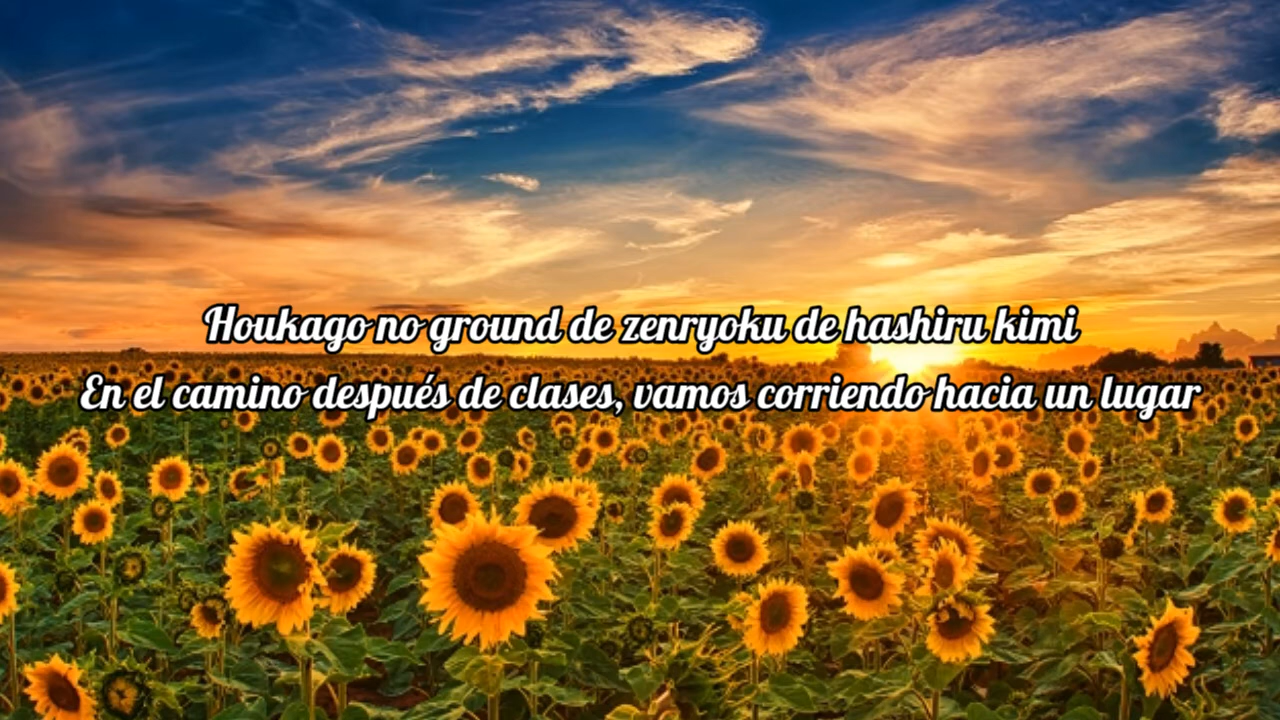 Houkago no ground de zenryoku de hashiru kimi
En el camino después de clases, vamos corriendo hacia un lugar